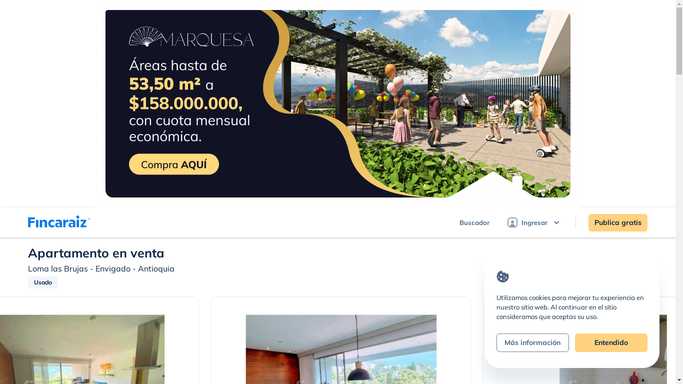 MARQUESA
Áreas hasta de
53,50 m² a
$158.000.000,
con cuota mensual
económica.
Compra AQUÍ
Fincaraiz
Buscador
Ingresar
Publica gratis
Apartamento en venta
Loma las Brujas - Envigado - Antioquia
Usado
Utilizamos cookies para mejorar tu experiencia en
nuestro sitio web. Al continuar en el sitio
consideramos que aceptas su uso.
Más información
Entendido